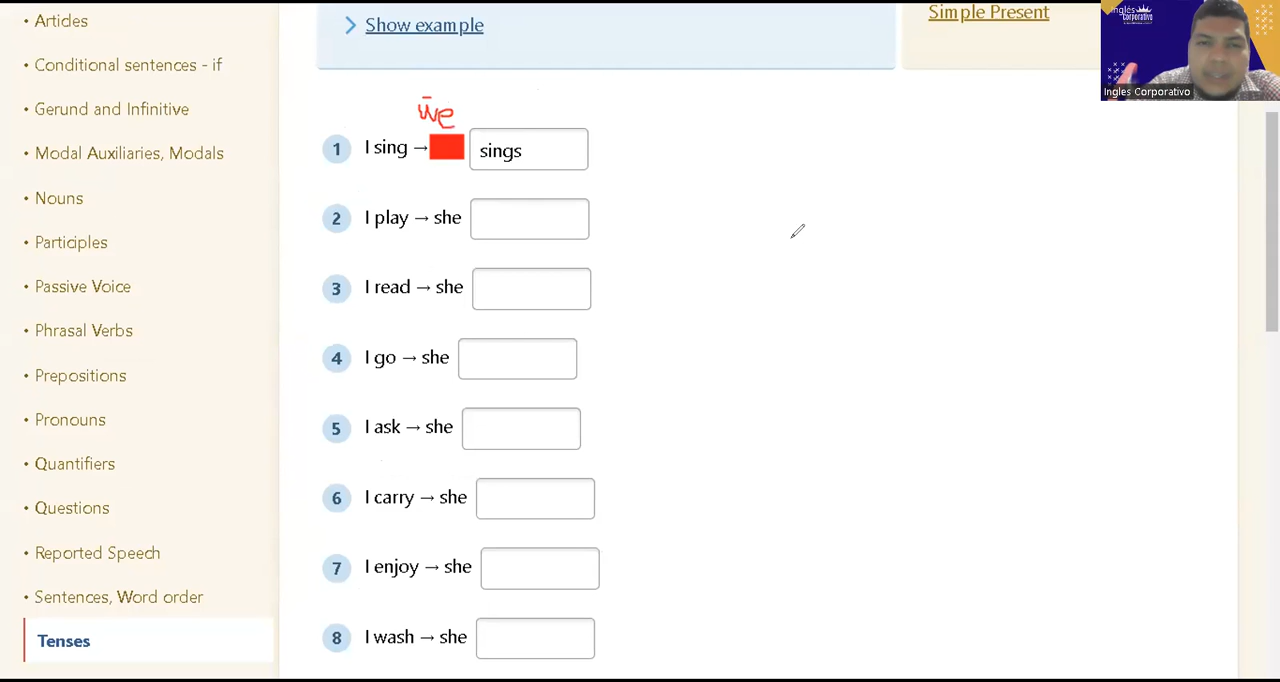 • Articles
• Conditional sentences - if
• Gerund and Infinitive
• Modal Auxiliaries, Modals
• Nouns
• Participles
• Passive Voice
• Phrasal Verbs
• Prepositions
• Pronouns
• Quantifiers
• Questions
• Reported Speech
• Sentences, Word order
Tenses
Show example
Simple Present
Inglés
Corporativo
Ingles Corporativo
we
1 I sing → sings
2 I play → she
3 I read → she
4 I go → she
5 I ask → she
6 I carry → she
7 I enjoy → she
8 I wash → she